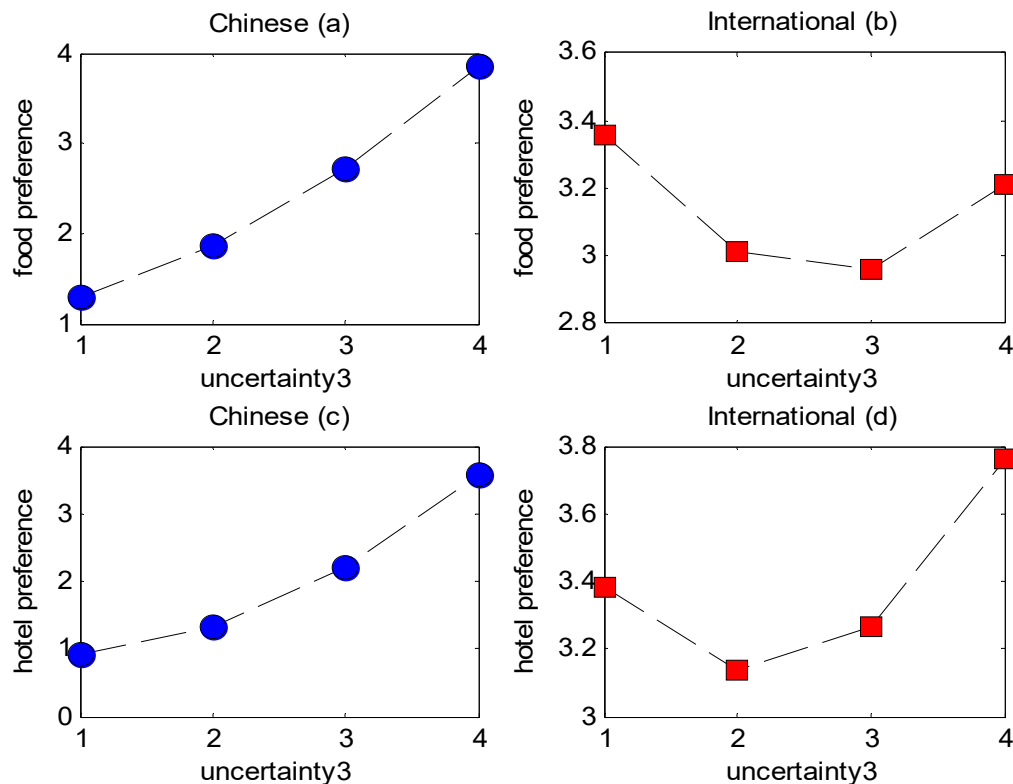 Chinese (a)
4
3
2
1
food preference
1 2 3 4
uncertainty3
International (b)
3.6
3.4
3.2
3
2.8
food preference
1 2 3 4
uncertainty3
Chinese (c)
4
3
2
1
0
hotel preference
1 2 3 4
uncertainty3
International (d)
3.8
3.6
3.4
3.2
3
hotel preference
1 2 3 4
uncertainty3